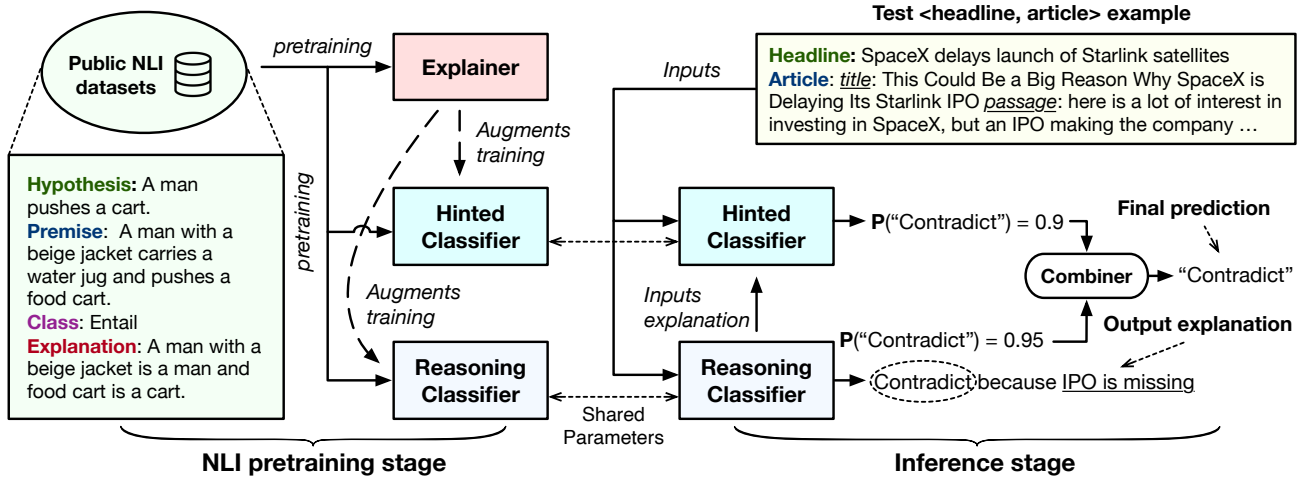 Public NLI
datasets
Hypothesis: A man
pushes a cart.
Premise: A man with a
beige jacket carries a
water jug and pushes a
food cart.
Class: Entail
Explanation: A man with a
beige jacket is a man and
food cart is a cart.
pretraining
pretraining
Explainer
Augments
training
Hinted
Classifier
Augments
training
Reasoning
Classifier
NLI pretraining stage
Shared
Parameters
Test <headline, article> example
Headline: SpaceX delays launch of Starlink satellites
Article: title: This Could Be a Big Reason Why SpaceX is
Delaying Its Starlink IPO passage: here is a lot of interest in
investing in SpaceX, but an IPO making the company …
Inputs
Hinted
Classifier
P(“Contradict”) = 0.9
Inputs
explanation
Reasoning
Classifier
P(“Contradict”) = 0.95
Contradict because IPO is missing
Combiner
Final prediction
“Contradict”
Output explanation
Inference stage